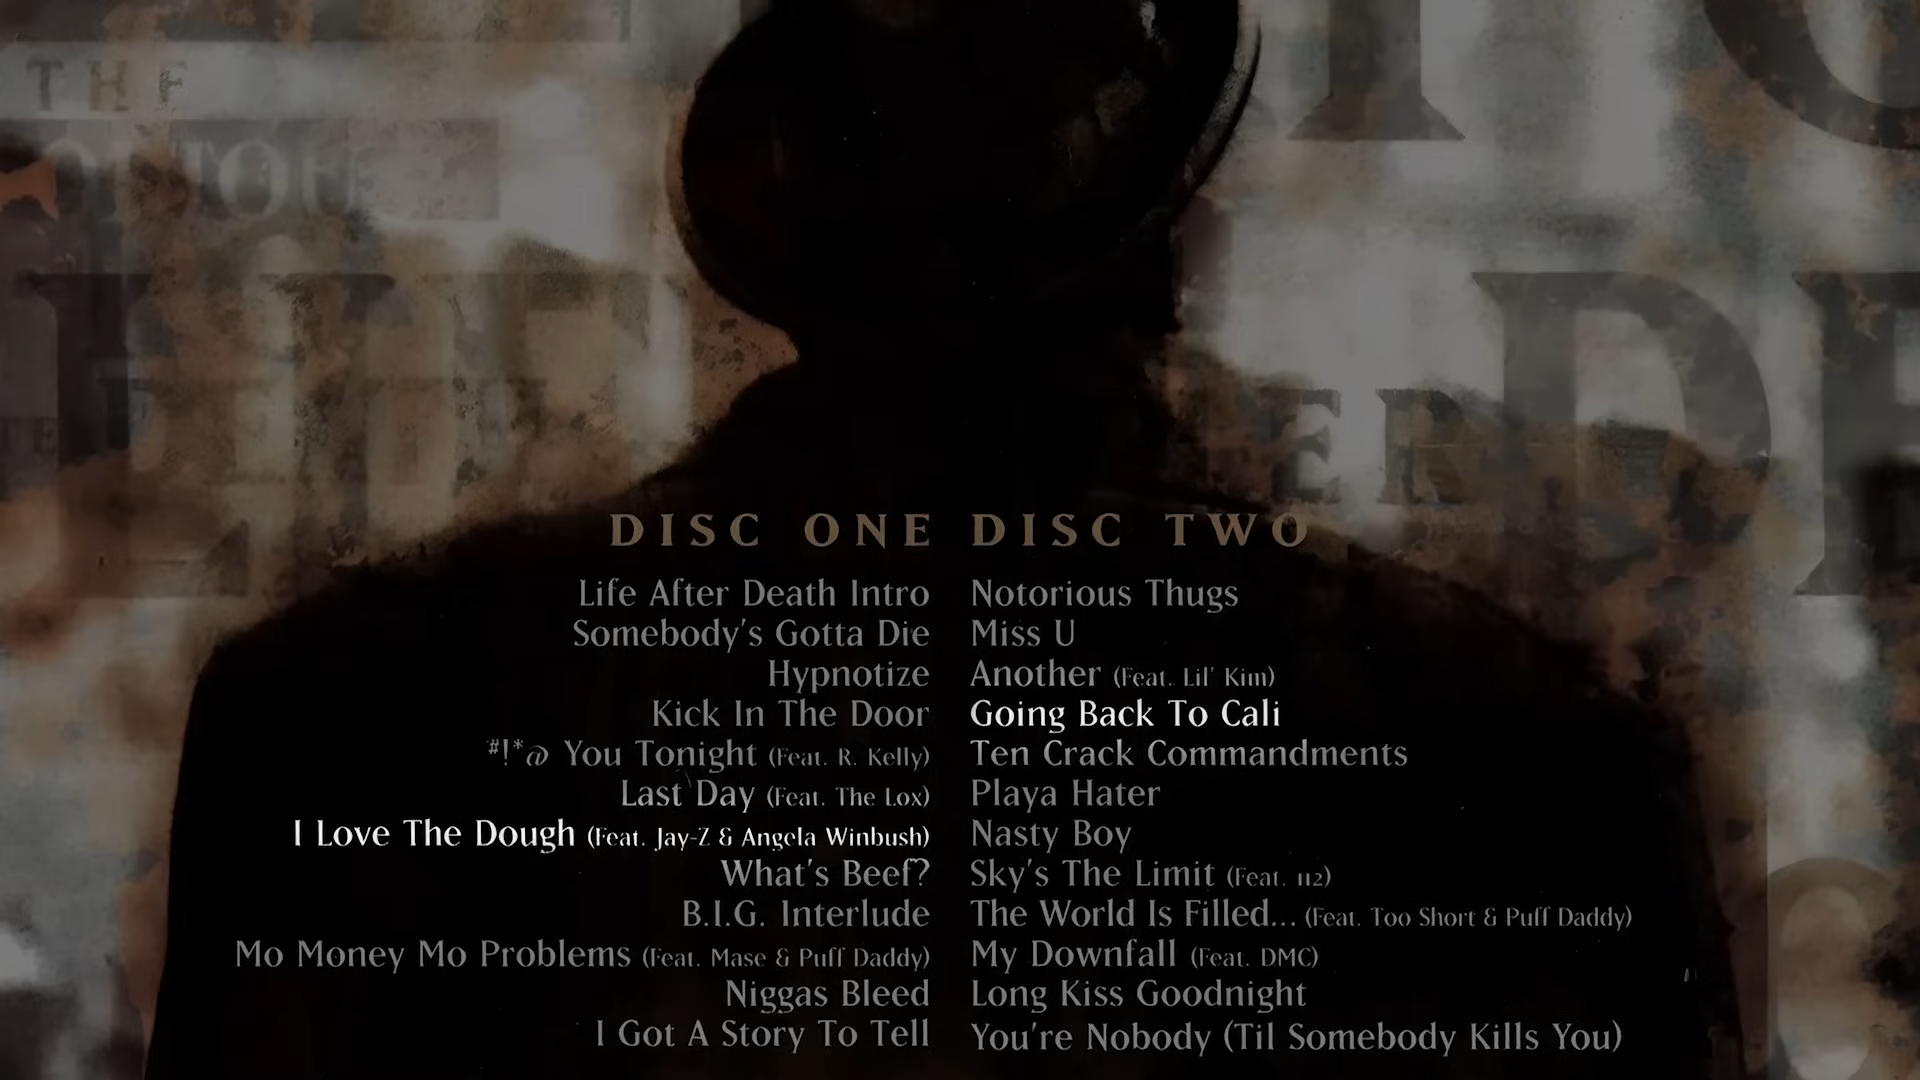 THE
DISC ONE
Life After Death Intro
Somebody's Gotta Die
Hypnotize
Kick In The Door
#!*@ You Tonight (Feat. R. Kelly)
Last Day (Feat. The Lox)
I Love The Dough (Feat. Jay-Z & Angela Winbush)
What's Beef?
B.I.G. Interlude
Mo Money Mo Problems (Feat. Mase & Puff Daddy)
Niggas Bleed
I Got A Story To Tell
DISC TWO
Notorious Thugs
Miss U
Another (Feat. Lil' Kim)
Going Back To Cali
Ten Crack Commandments
Playa Hater
Nasty Boy
Sky's The Limit (Feat. 112)
The World Is Filled... (Feat. Too Short & Puff Daddy)
My Downfall (Feat. DMC)
Long Kiss Goodnight
You're Nobody (Til Somebody Kills You)